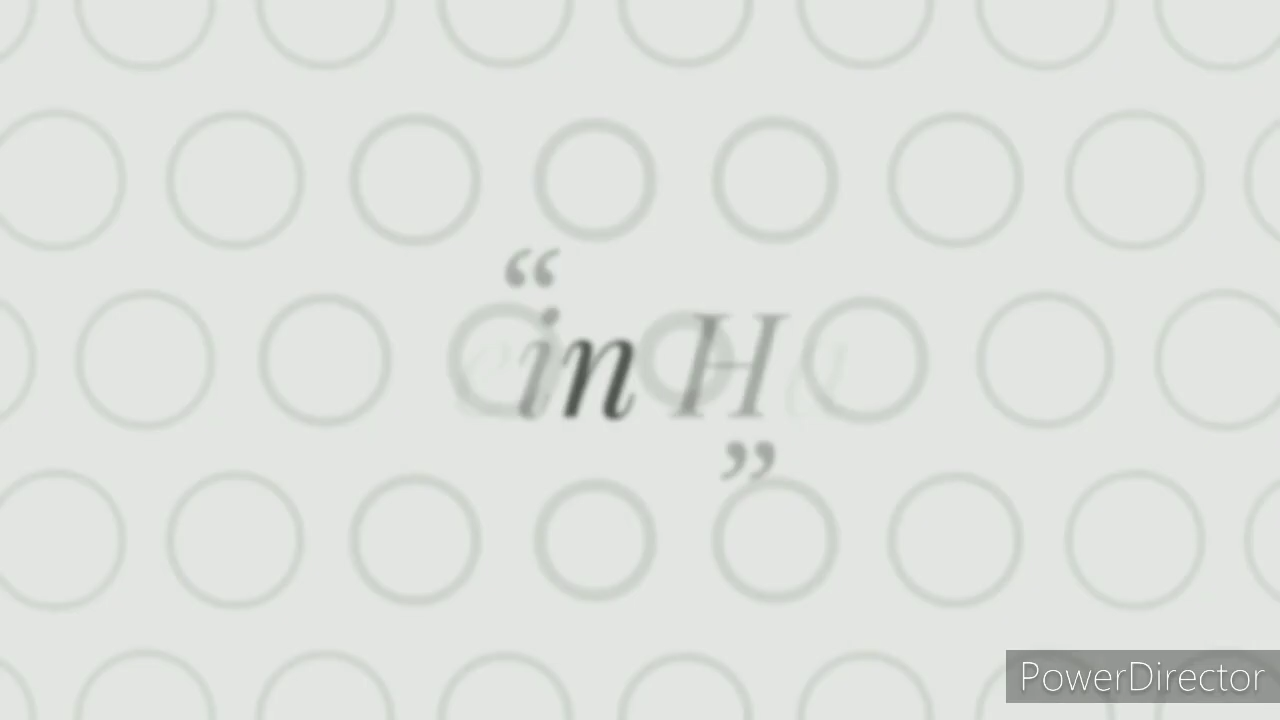 “
in H
”
PowerDirector